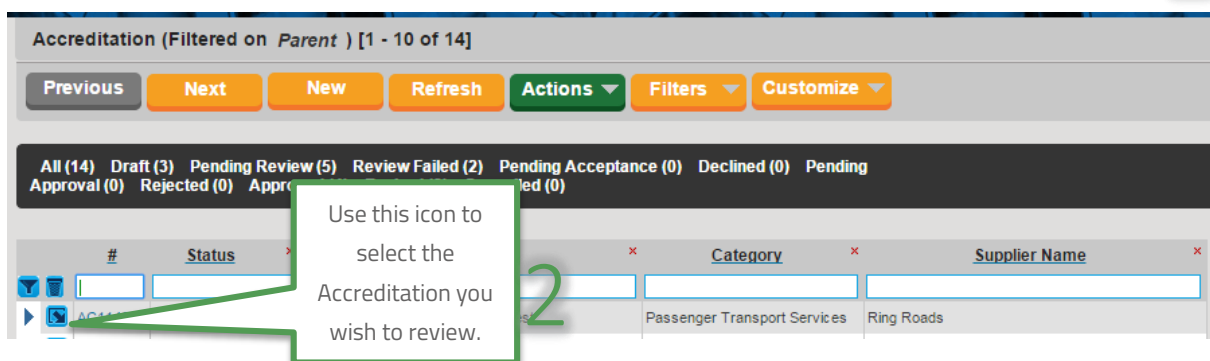 Accreditation (Filtered on Parent ) [1 - 10 of 14]
Previous Next New Refresh Actions Filters Customize
All (14) Draft (3) Pending Review (5) Review Failed (2) Pending Acceptance (0) Declined (0) Pending
Approval (0) Rejected (0)
# Status Category Supplier Name
Passenger Transport Services Ring Roads
Use this icon to
select the
Accreditation you
wish to review.
2